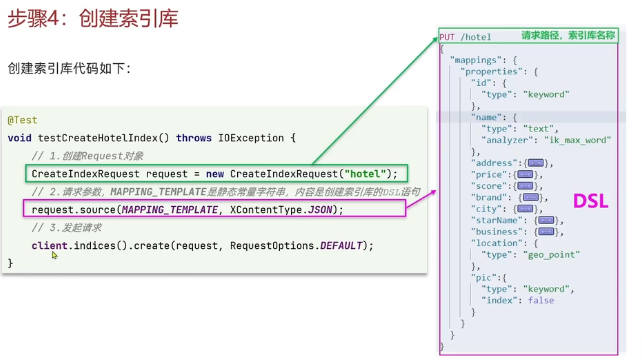 步骤4：创建索引库
创建索引库代码如下：
@Test
void testCreateHotelIndex() throws IOException {
// 1.创建Request对象
CreateIndexRequest request = new CreateIndexRequest("hotel");
// 2.请求参数，MAPPING_TEMPLATE是静态常量字符串，内容是创建索引库的DSL语句
request.source(MAPPING_TEMPLATE, XContentType.JSON);
// 3.发起请求
client.indices().create(request, RequestOptions.DEFAULT);
}
PUT /hotel 请求路径，索引库名称
{
"mappings": {
"properties": {
"id": {
"type": "keyword"
},
"name": {
"type": "text",
"analyzer": "ik_max_word"
},
"address":{...},
"price":{...},
"score":{...},
"brand": {...},
"city": {...},
"starName": {...},
"business": {...},
"location": {
"type": "geo_point"
},
"pic":{
"type": "keyword",
"index": false
}
}
}
}
DSL